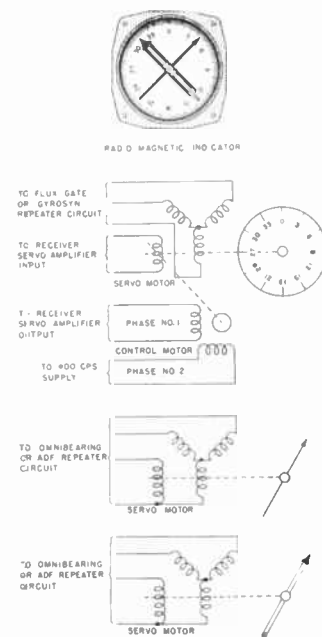 RADIO MAGNETIC INDICATOR
TO FLUX GATE
OR GYROSYN
REPEATER CIRCUIT
TO RECEIVER
SERVO AMPLIFIER
INPUT
SERVO MOTOR
RECEIVER
SERVO AMPLIFIER
OUTPUT
PHASE NO.1
CONTROL MOTOR
TO 400 CPS
SUPPLY
PHASE NO 2
TO OMNIBEARING
OR ADF REPEATER
CIRCUIT
SERVO MOTOR
TO OMNIBEARING
OR ADF REPEATER
CIRCUIT
SERVO MOTOR